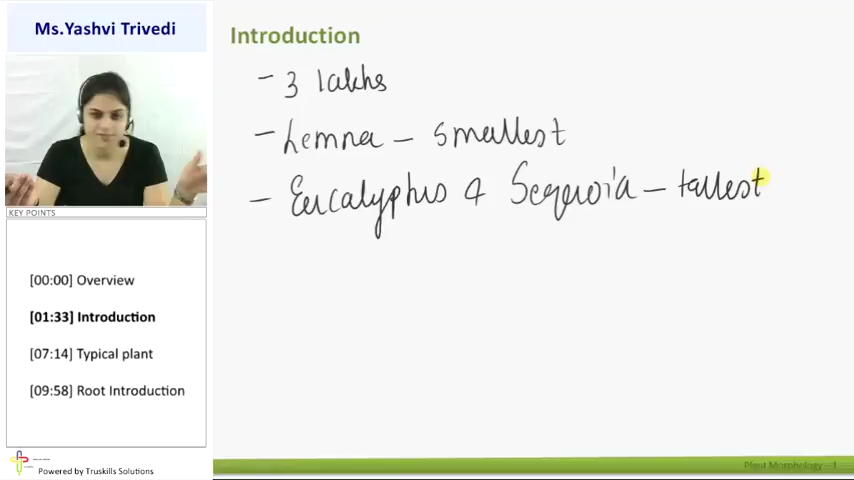 Ms.Yashvi Trivedi
KEY POINTS
[00:00] Overview
[01:33] Introduction
[07:14] Typical plant
[09:58] Root Introduction
Powered by Truskills Solutions
Introduction
- 3 lakhs
- Lemna - smallest
- Eucalyptus & Sequoia - tallest
Plant Morphology - 1